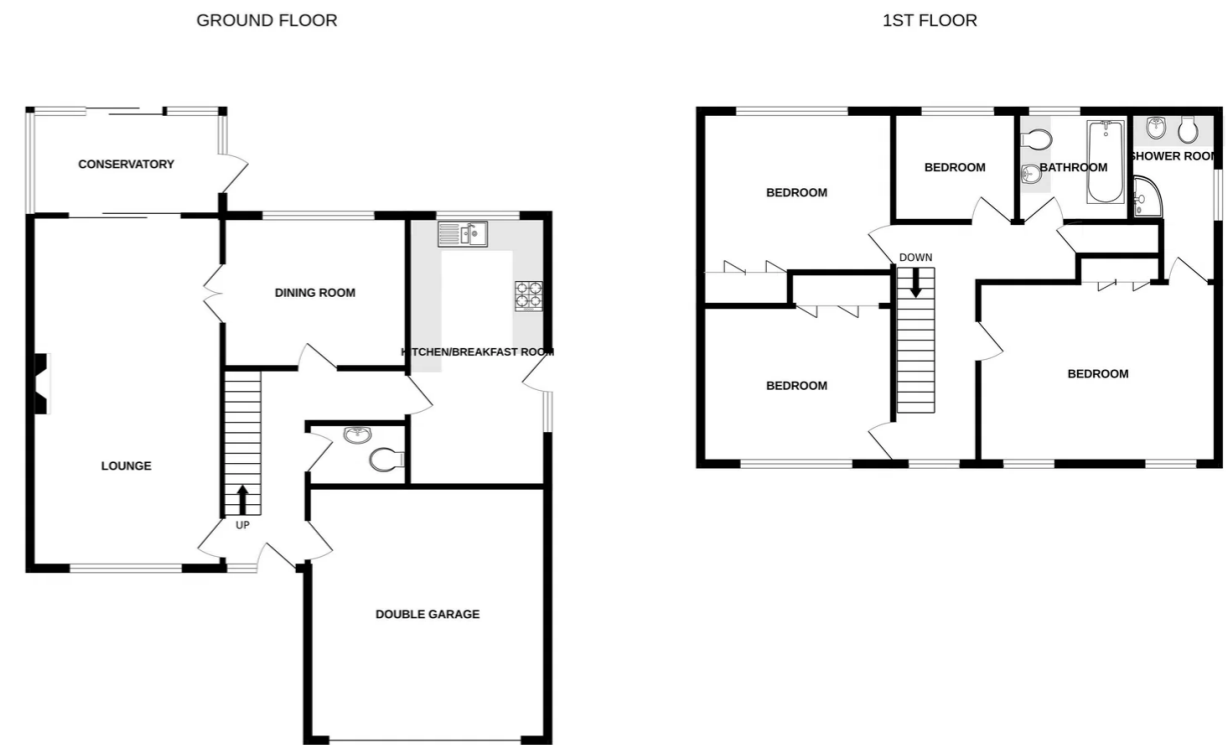 GROUND FLOOR
CONSERVATORY
DINING ROOM
KITCHEN/BREAKFAST ROOM
LOUNGE
UP
DOUBLE GARAGE
1ST FLOOR
SHOWER ROOM
BEDROOM
BATHROOM
BEDROOM
DOWN
BEDROOM
BEDROOM